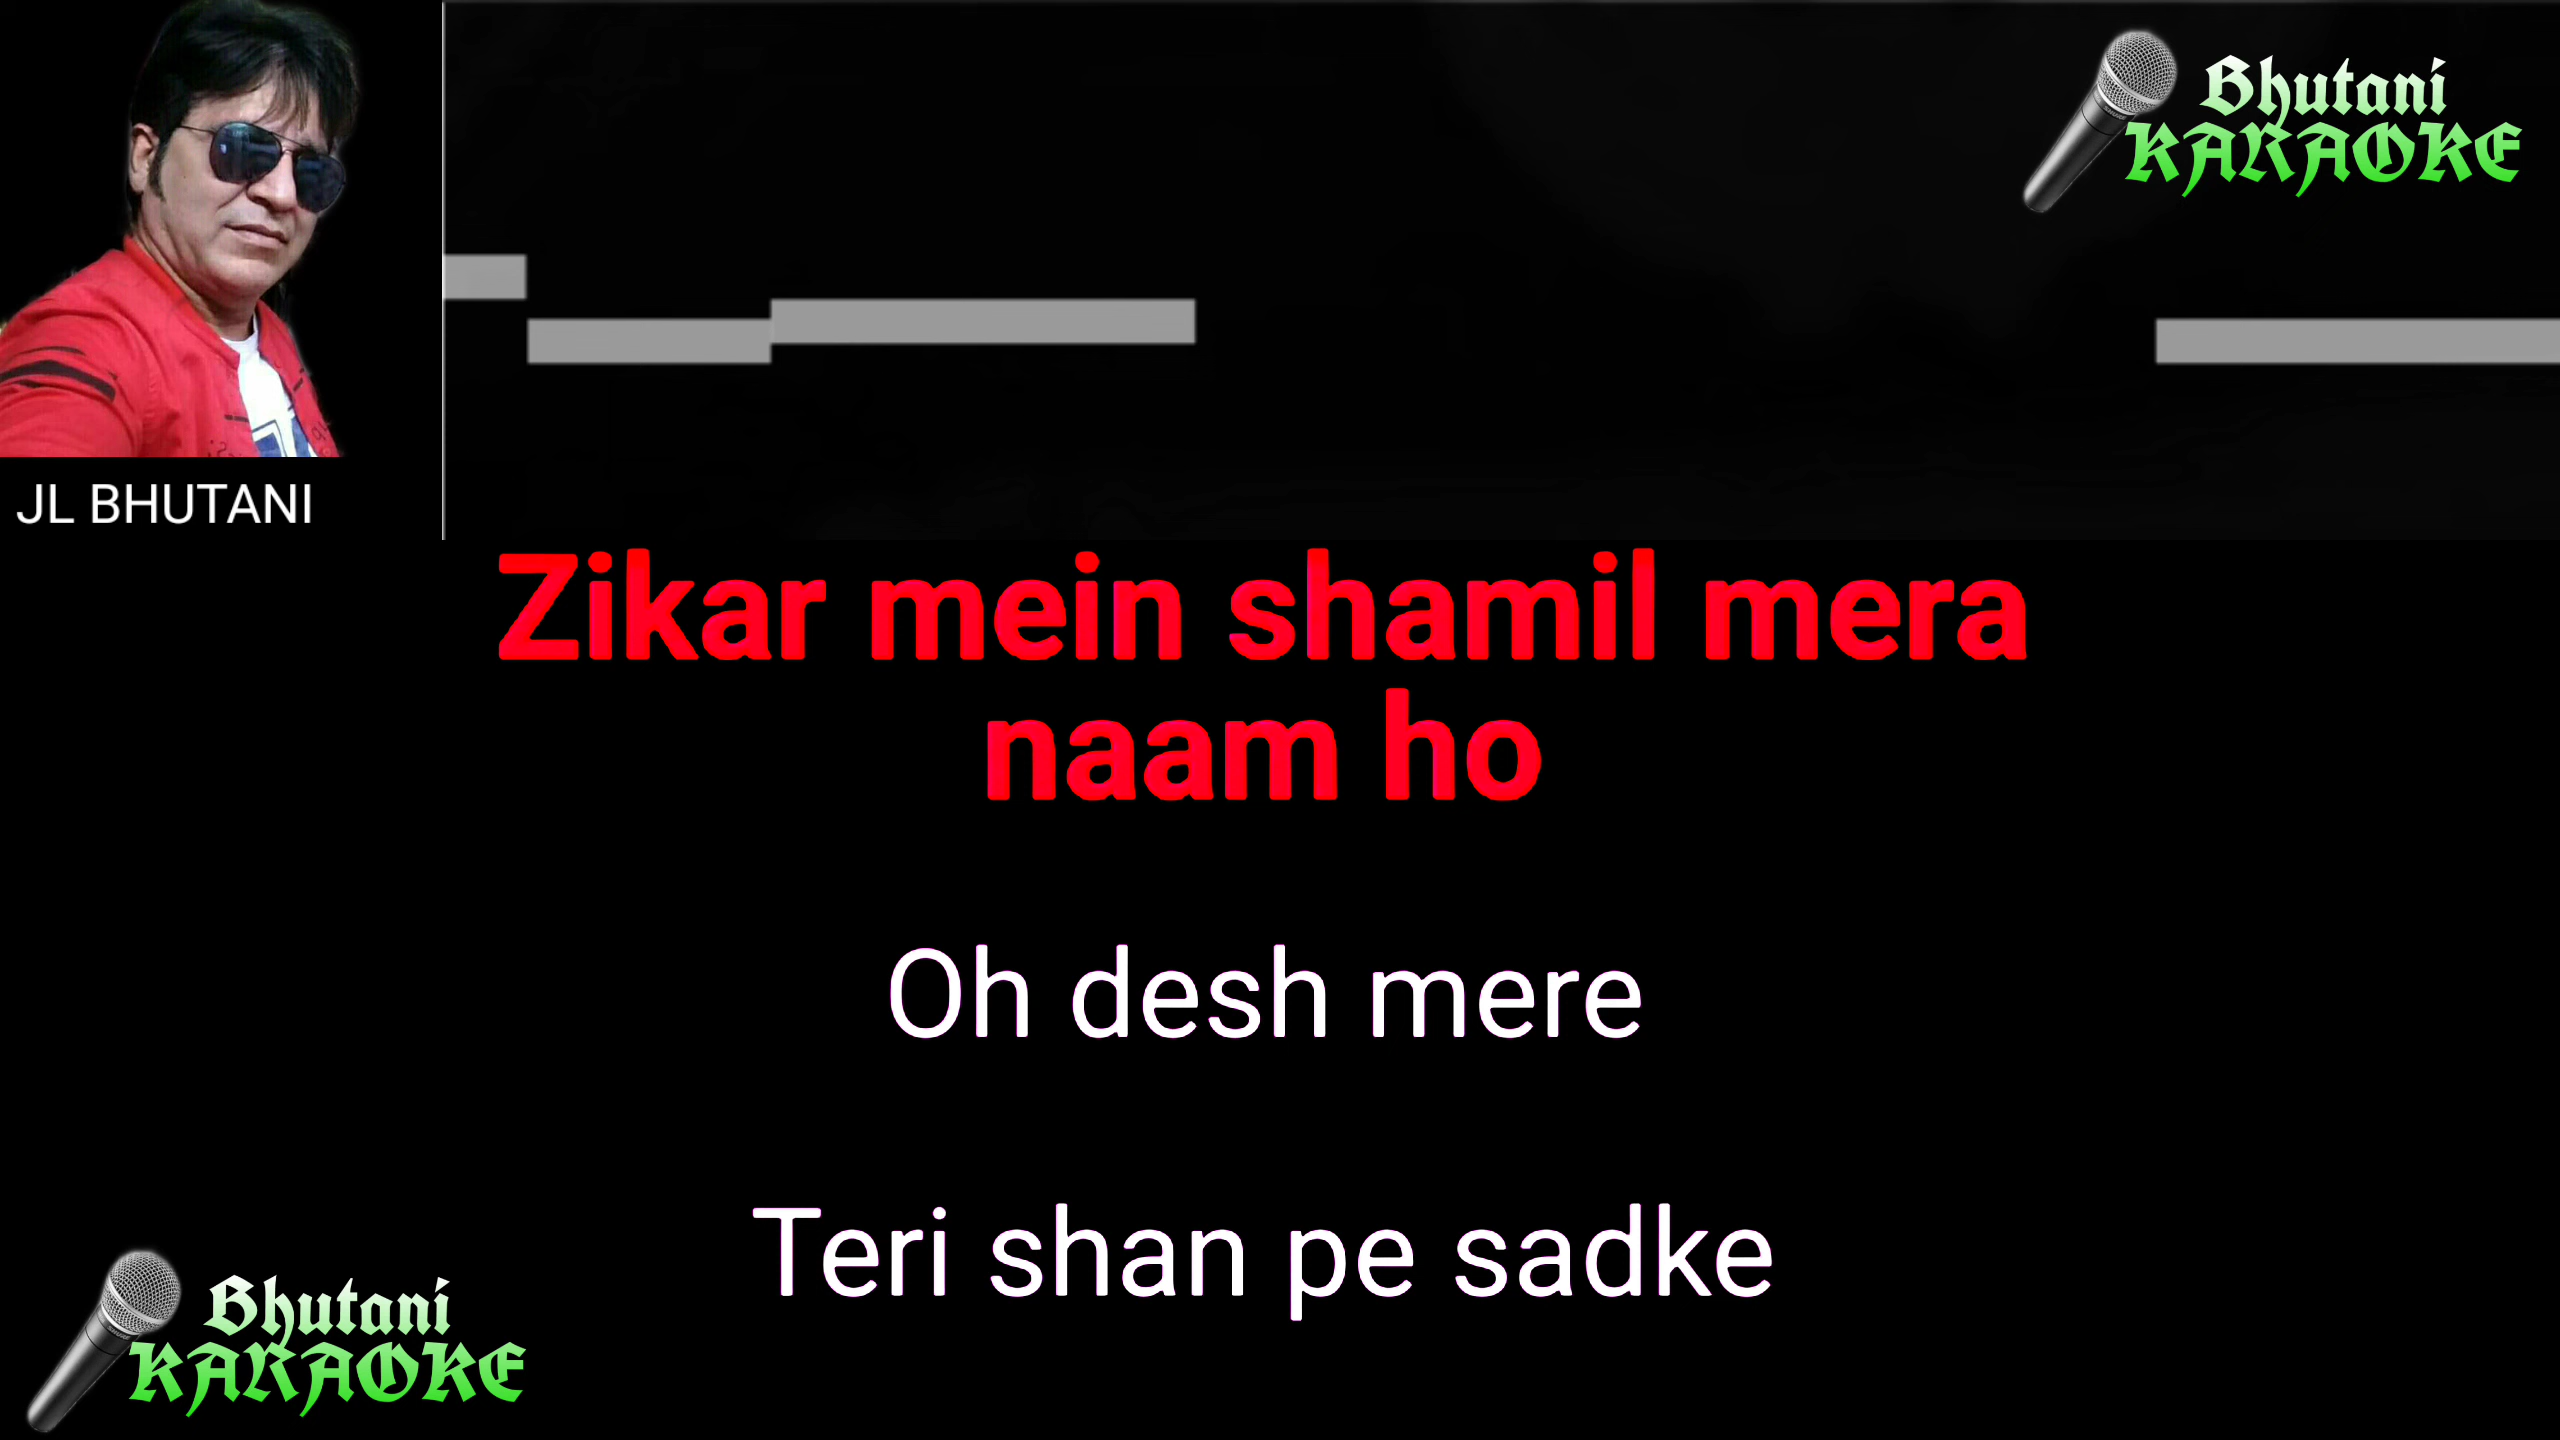 Bhutani
KARAOKE
JL BHUTANI
Zikar mein shamil mera
naam ho
Oh desh mere
Teri shan pe sadke
Bhutani
KARAOKE